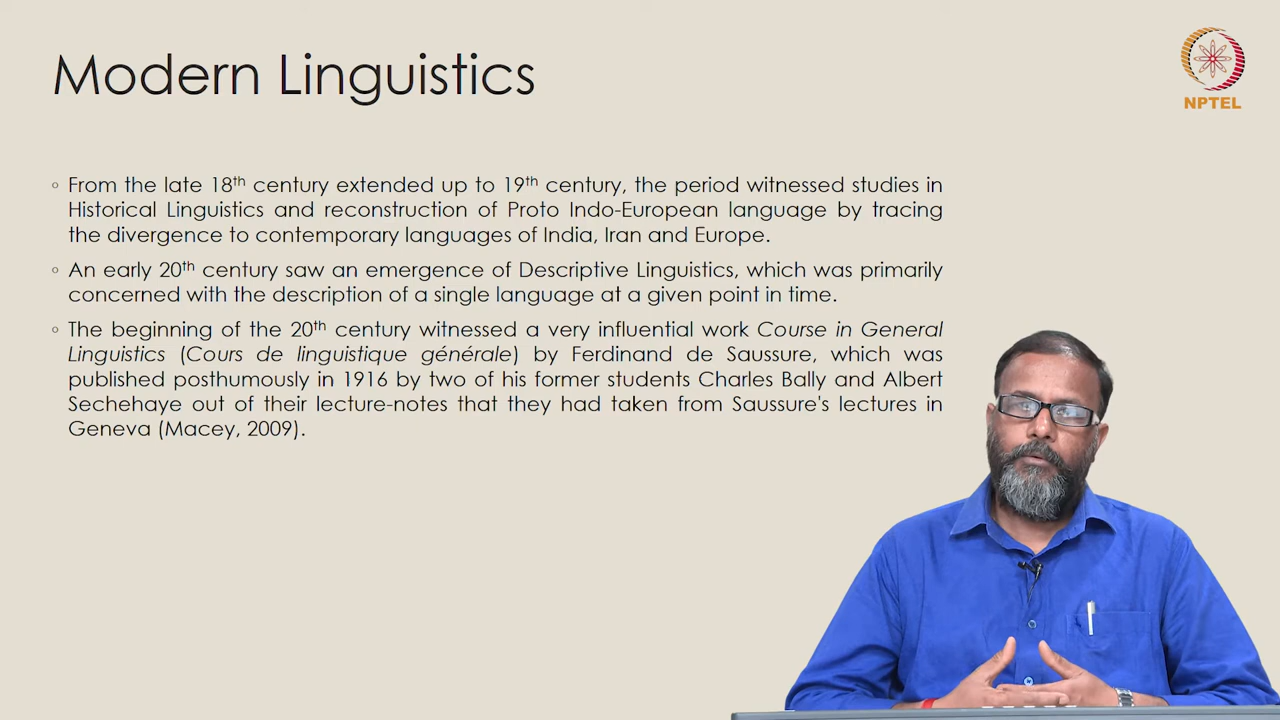 Modern Linguistics
NPTEL
◦ From the late 18th century extended up to 19th century, the period witnessed studies in
Historical Linguistics and reconstruction of Proto Indo-European language by tracing
the divergence to contemporary languages of India, Iran and Europe.
◦ An early 20th century saw an emergence of Descriptive Linguistics, which was primarily
concerned with the description of a single language at a given point in time.
◦ The beginning of the 20th century witnessed a very influential work Course in General
Linguistics (Cours de linguistique générale) by Ferdinand de Saussure, which was
published posthumously in 1916 by two of his former students Charles Bally and Albert
Sechehaye out of their lecture-notes that they had taken from Saussure's lectures in
Geneva (Macey, 2009).